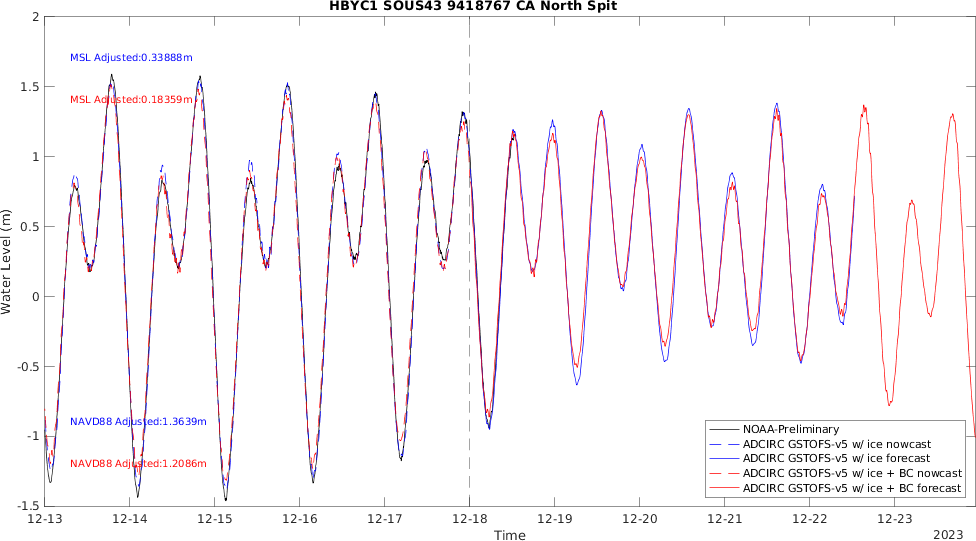 HBYC1 SOUS43 9418767 CA North Spit
Water Level (m)
2
1.5
1
0.5
0
-0.5
-1
-1.5
MSL Adjusted:0.33888m
MSL Adjusted:0.18359m
NAVD88 Adjusted:1.3639m
NAVD88 Adjusted:1.2086m
NOAA-Preliminary
ADCIRC GSTOFS-v5 w/ ice nowcast
ADCIRC GSTOFS-v5 w/ ice forecast
ADCIRC GSTOFS-v5 w/ ice + BC nowcast
ADCIRC GSTOFS-v5 w/ ice + BC forecast
12-13 12-14 12-15 12-16 12-17 12-18 12-19 12-20 12-21 12-22 12-23
Time
2023